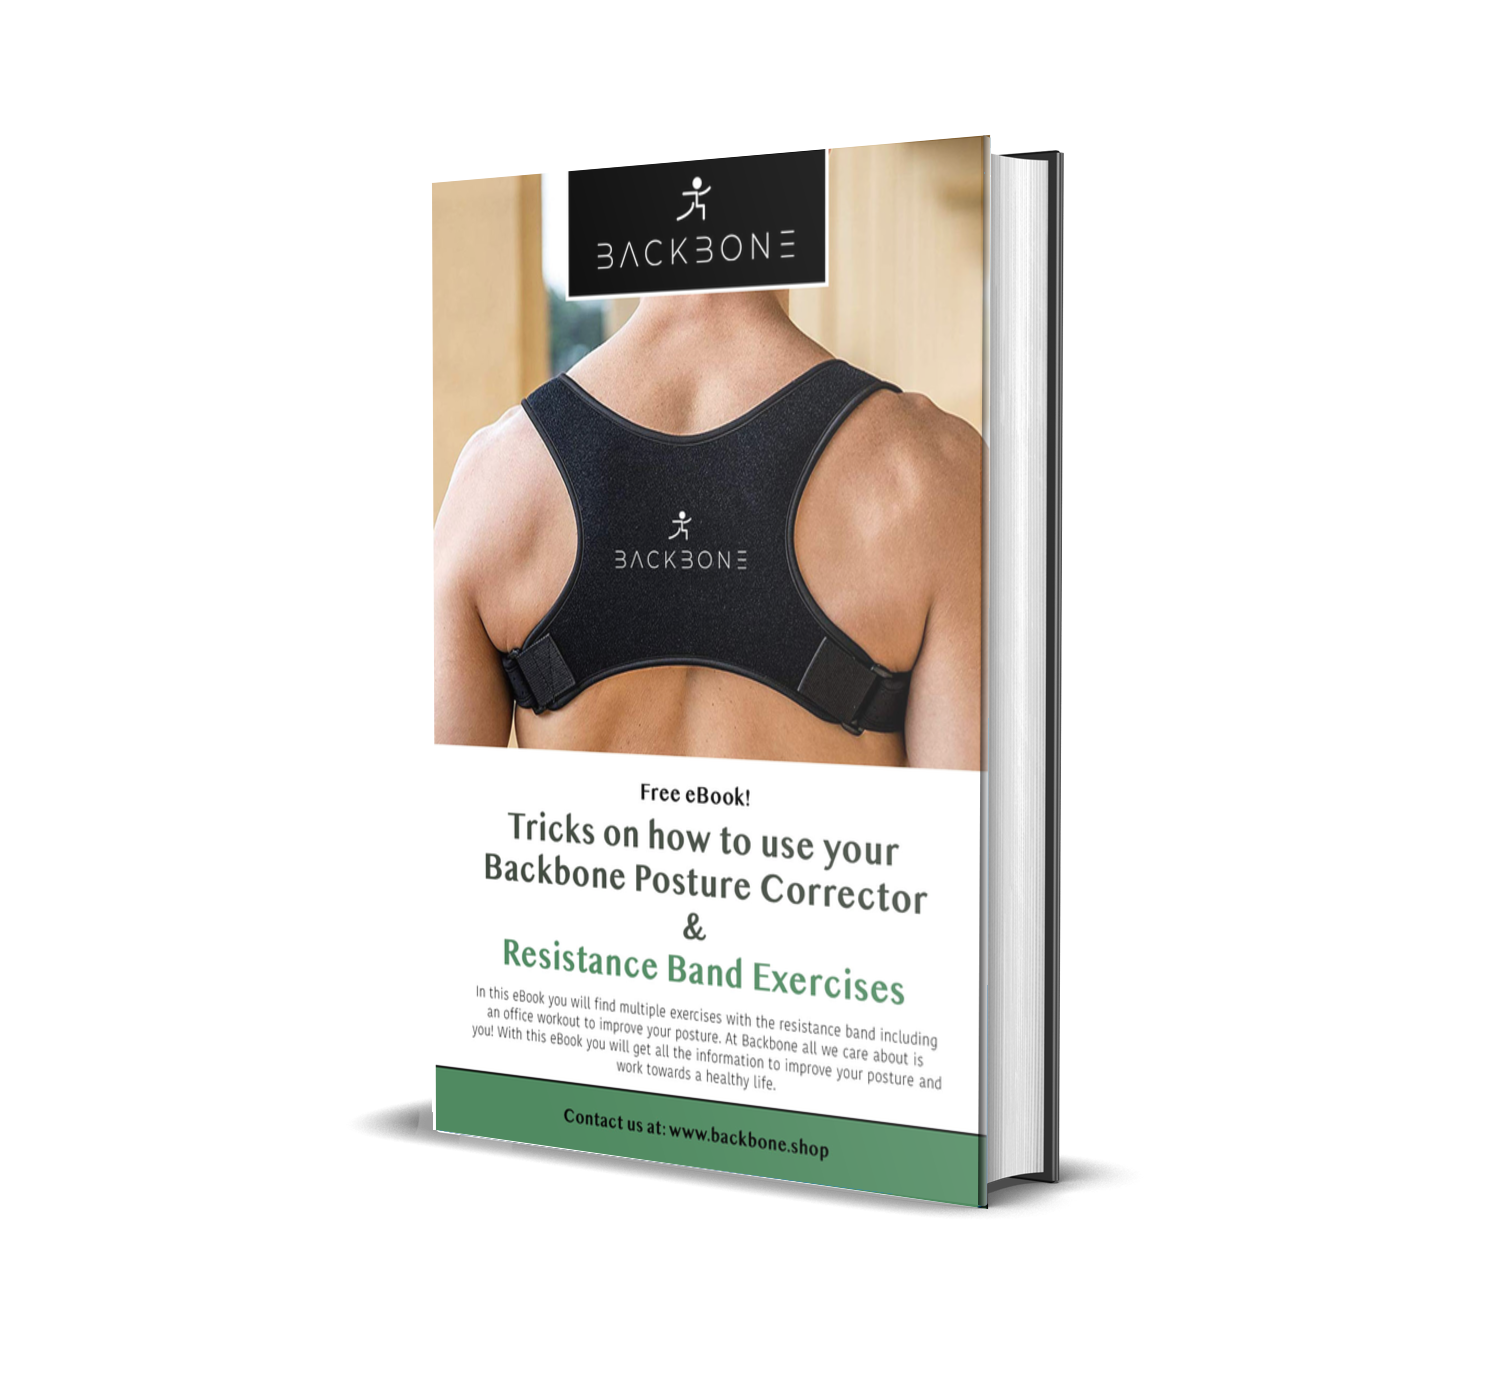 BACKBONE
BACKBONE
Free eBook!
Tricks on how to use your
Backbone Posture Corrector
&
Resistance Band Exercises
In this eBook you will find multiple exercises with the resistance band including
an office workout to improve your posture. At Backbone all we care about is
you! With this eBook you will get all the information to improve your posture and
work towards a healthy life.
Contact us at: www.backbone.shop